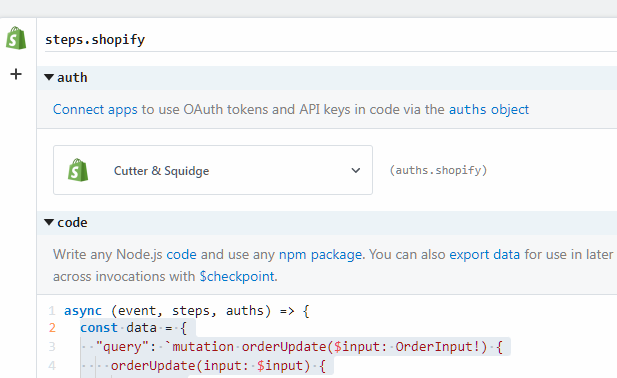 steps.shopify
auth
Connect apps to use OAuth tokens and API keys in code via the auths object
Cutter & Squidge
(auths.shopify)
code
Write any Node.js code and use any npm package. You can also export data for use in later
across invocations with $checkpoint.
1 async (event, steps, auths) => {
2 const data = {
3 "query": `mutation orderUpdate($input: OrderInput!) {
4 orderUpdate(input: $input) {